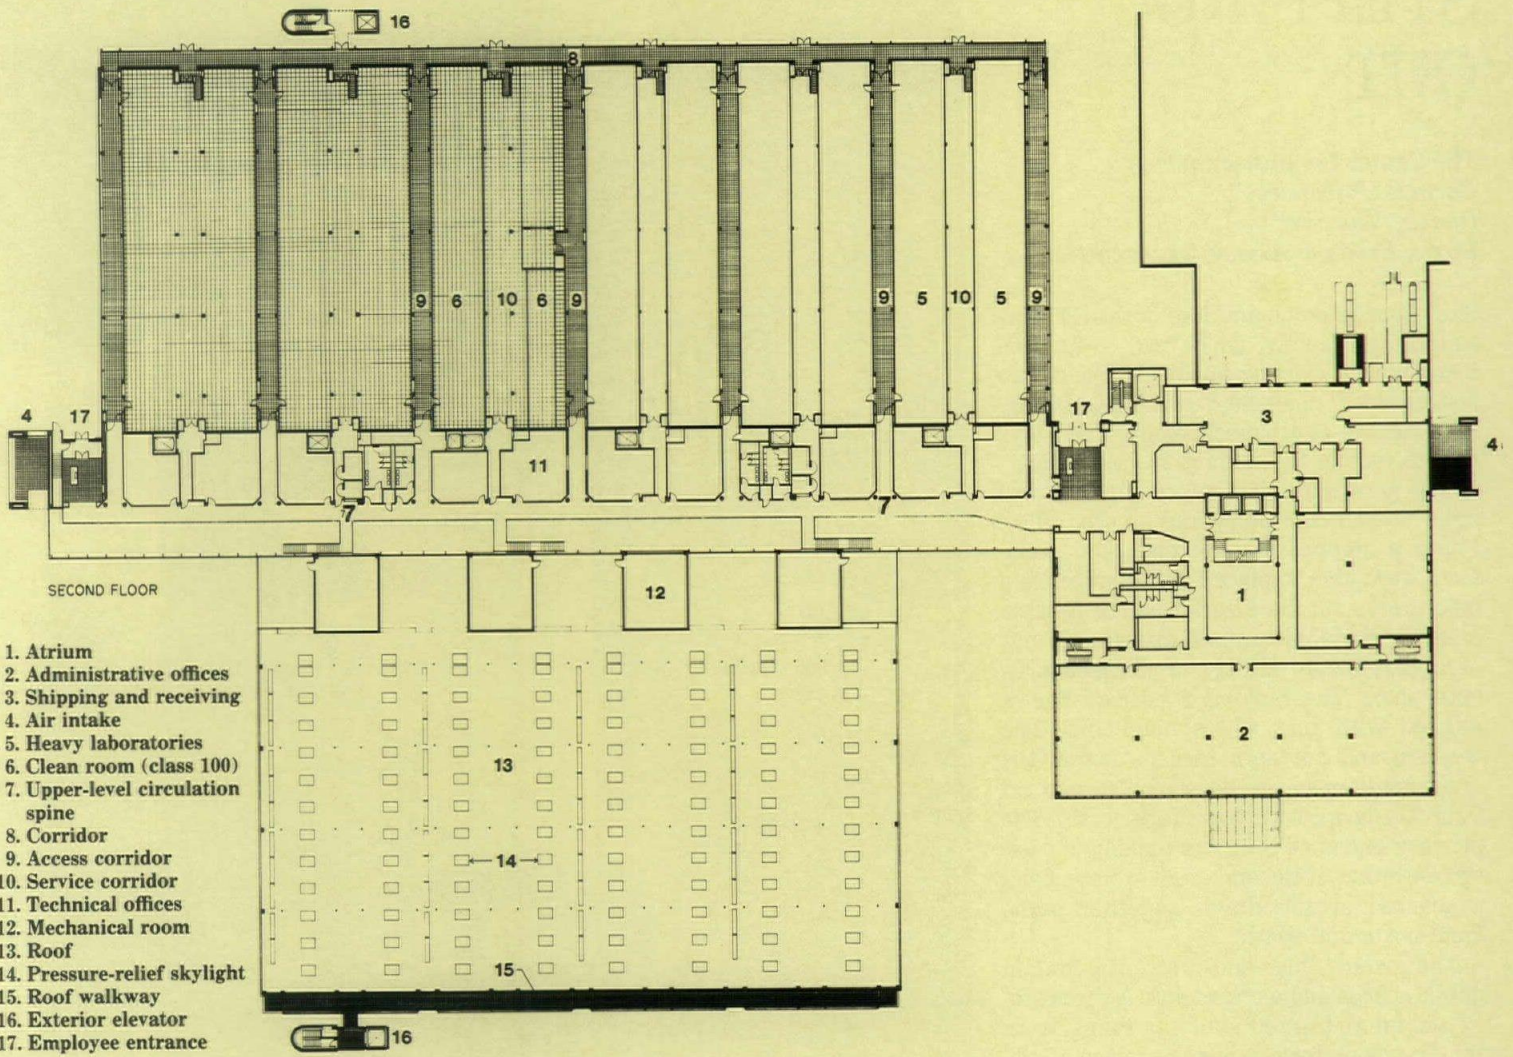 16
8
9
6
10
6
9
9
5
10
5
9
4
17
17
3
4
11
7
7
SECOND FLOOR
12
1
1. Atrium
2. Administrative offices
3. Shipping and receiving
4. Air intake
5. Heavy laboratories
6. Clean room (class 100)
7. Upper-level circulation
spine
8. Corridor
9. Access corridor
10. Service corridor
11. Technical offices
12. Mechanical room
13. Roof
14. Pressure-relief skylight
15. Roof walkway
16. Exterior elevator
17. Employee entrance
2
13
14
15
16